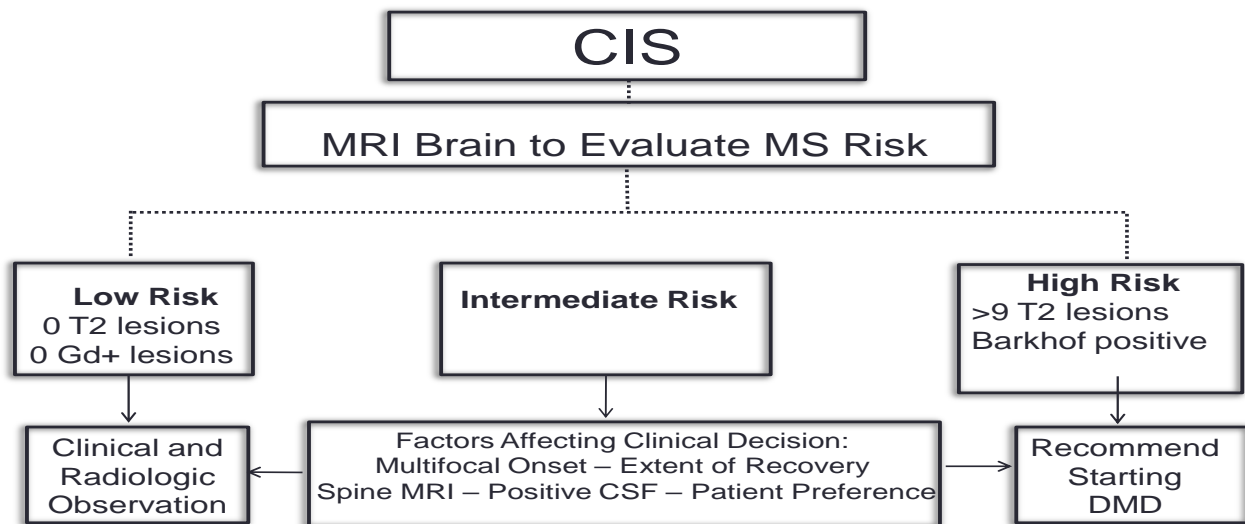 CIS
MRI Brain to Evaluate MS Risk
Low Risk
0 T2 lesions
0 Gd+ lesions
Intermediate Risk
High Risk
>9 T2 lesions
Barkhof positive
Clinical and
Radiologic
Observation
Factors Affecting Clinical Decision:
Multifocal Onset – Extent of Recovery
Spine MRI – Positive CSF – Patient Preference
Recommend
Starting
DMD